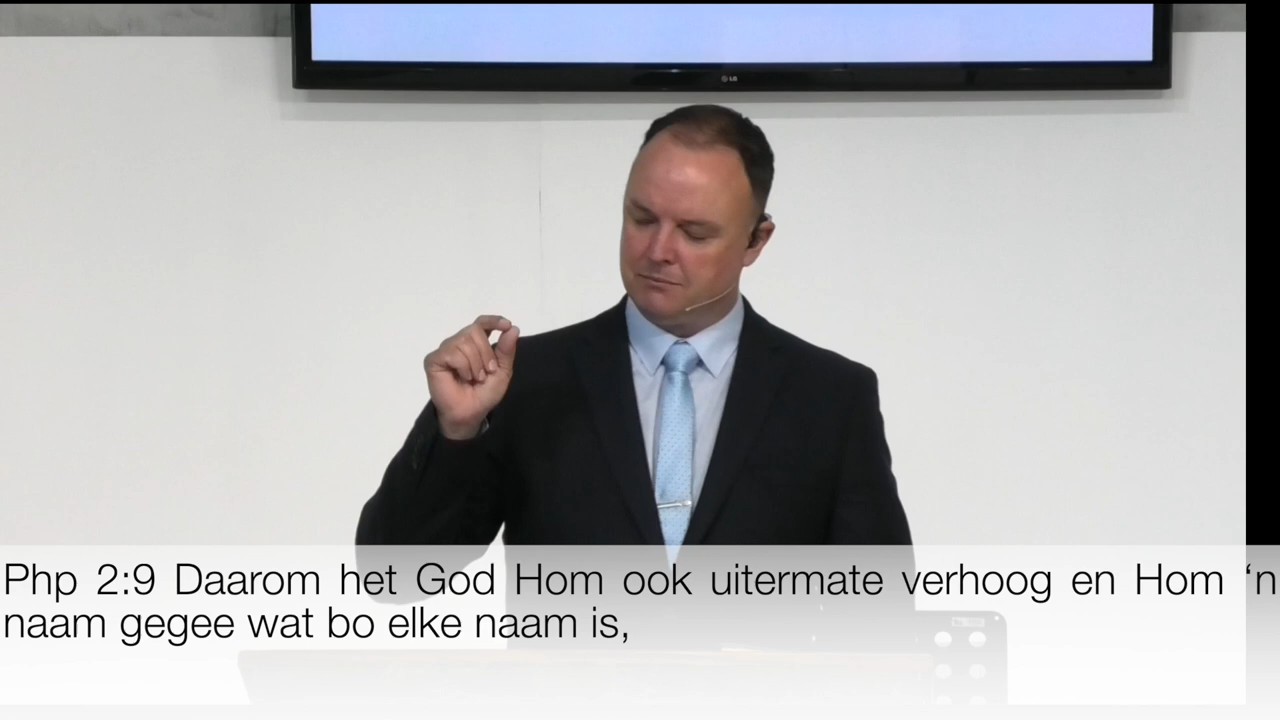 LG
Php 2:9 Daarom het God Hom ook uitermate verhoog en Hom ‘n
naam gegee wat bo elke naam is,